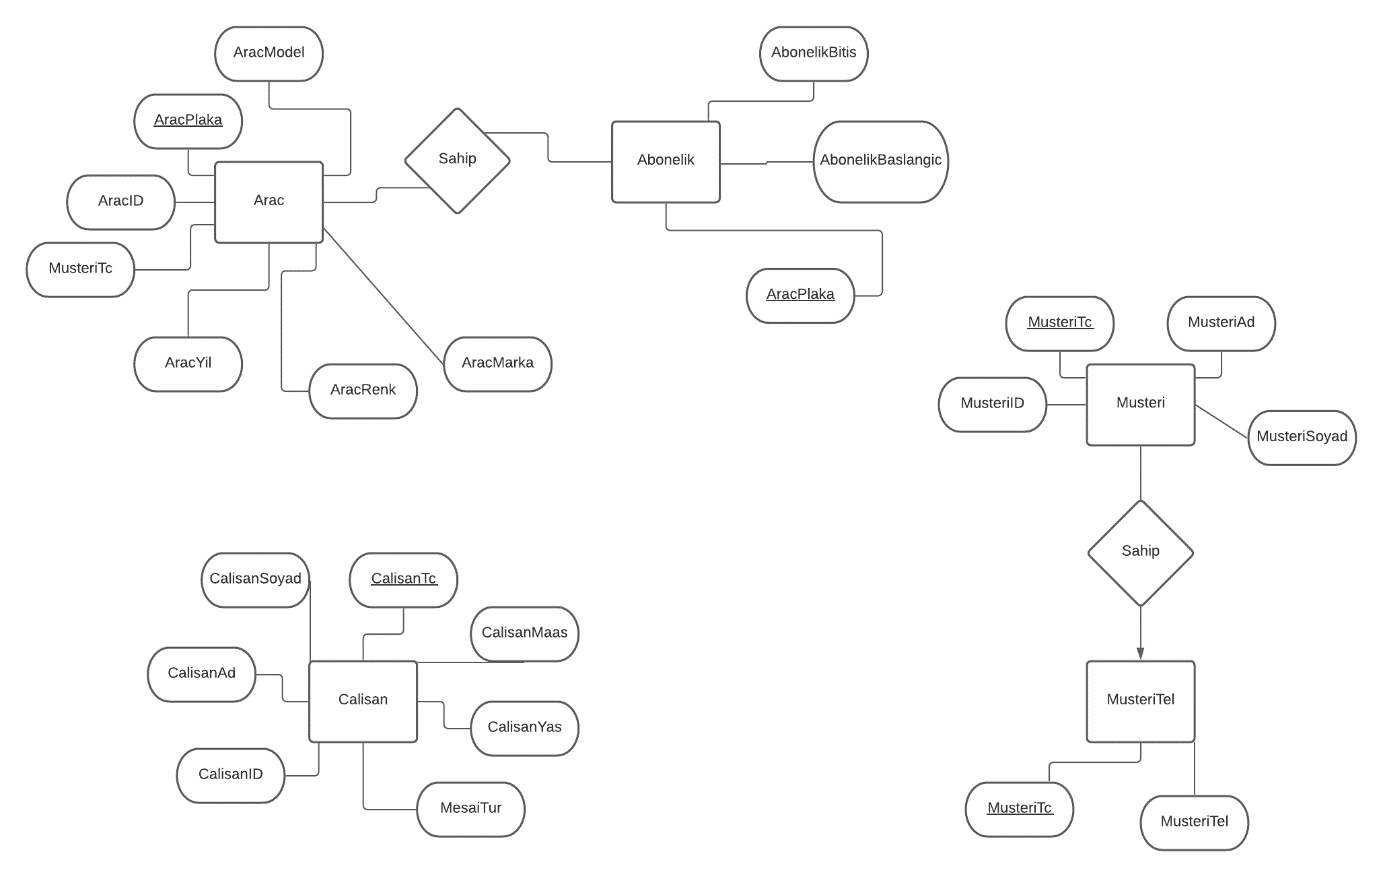 AracModel
AbonelikBitis
AracPlaka
Sahip
Abonelik
AbonelikBaslangic
AracID
Arac
MusteriTc
AracPlaka
AracYil
AracMarka
AracRenk
MusteriTc
MusteriAd
MusteriID
Musteri
MusteriSoyad
Sahip
CalisanSoyad
CalisanTc
CalisanMaas
CalisanAd
Calisan
CalisanYas
CalisanID
MesaiTur
MusteriTel
MusteriTc
MusteriTel